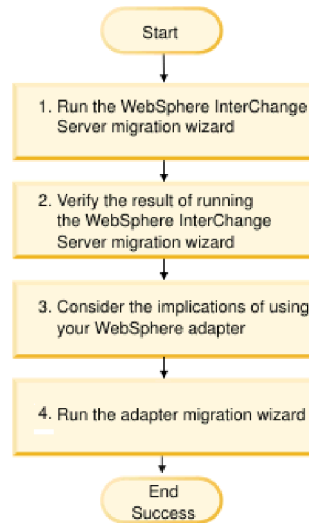 Start
1. Run the WebSphere InterChange
Server migration wizard
2. Verify the result of running
the WebSphere InterChange
Server migration wizard
3. Consider the implications of using
your WebSphere adapter
4. Run the adapter migration wizard
End
Success